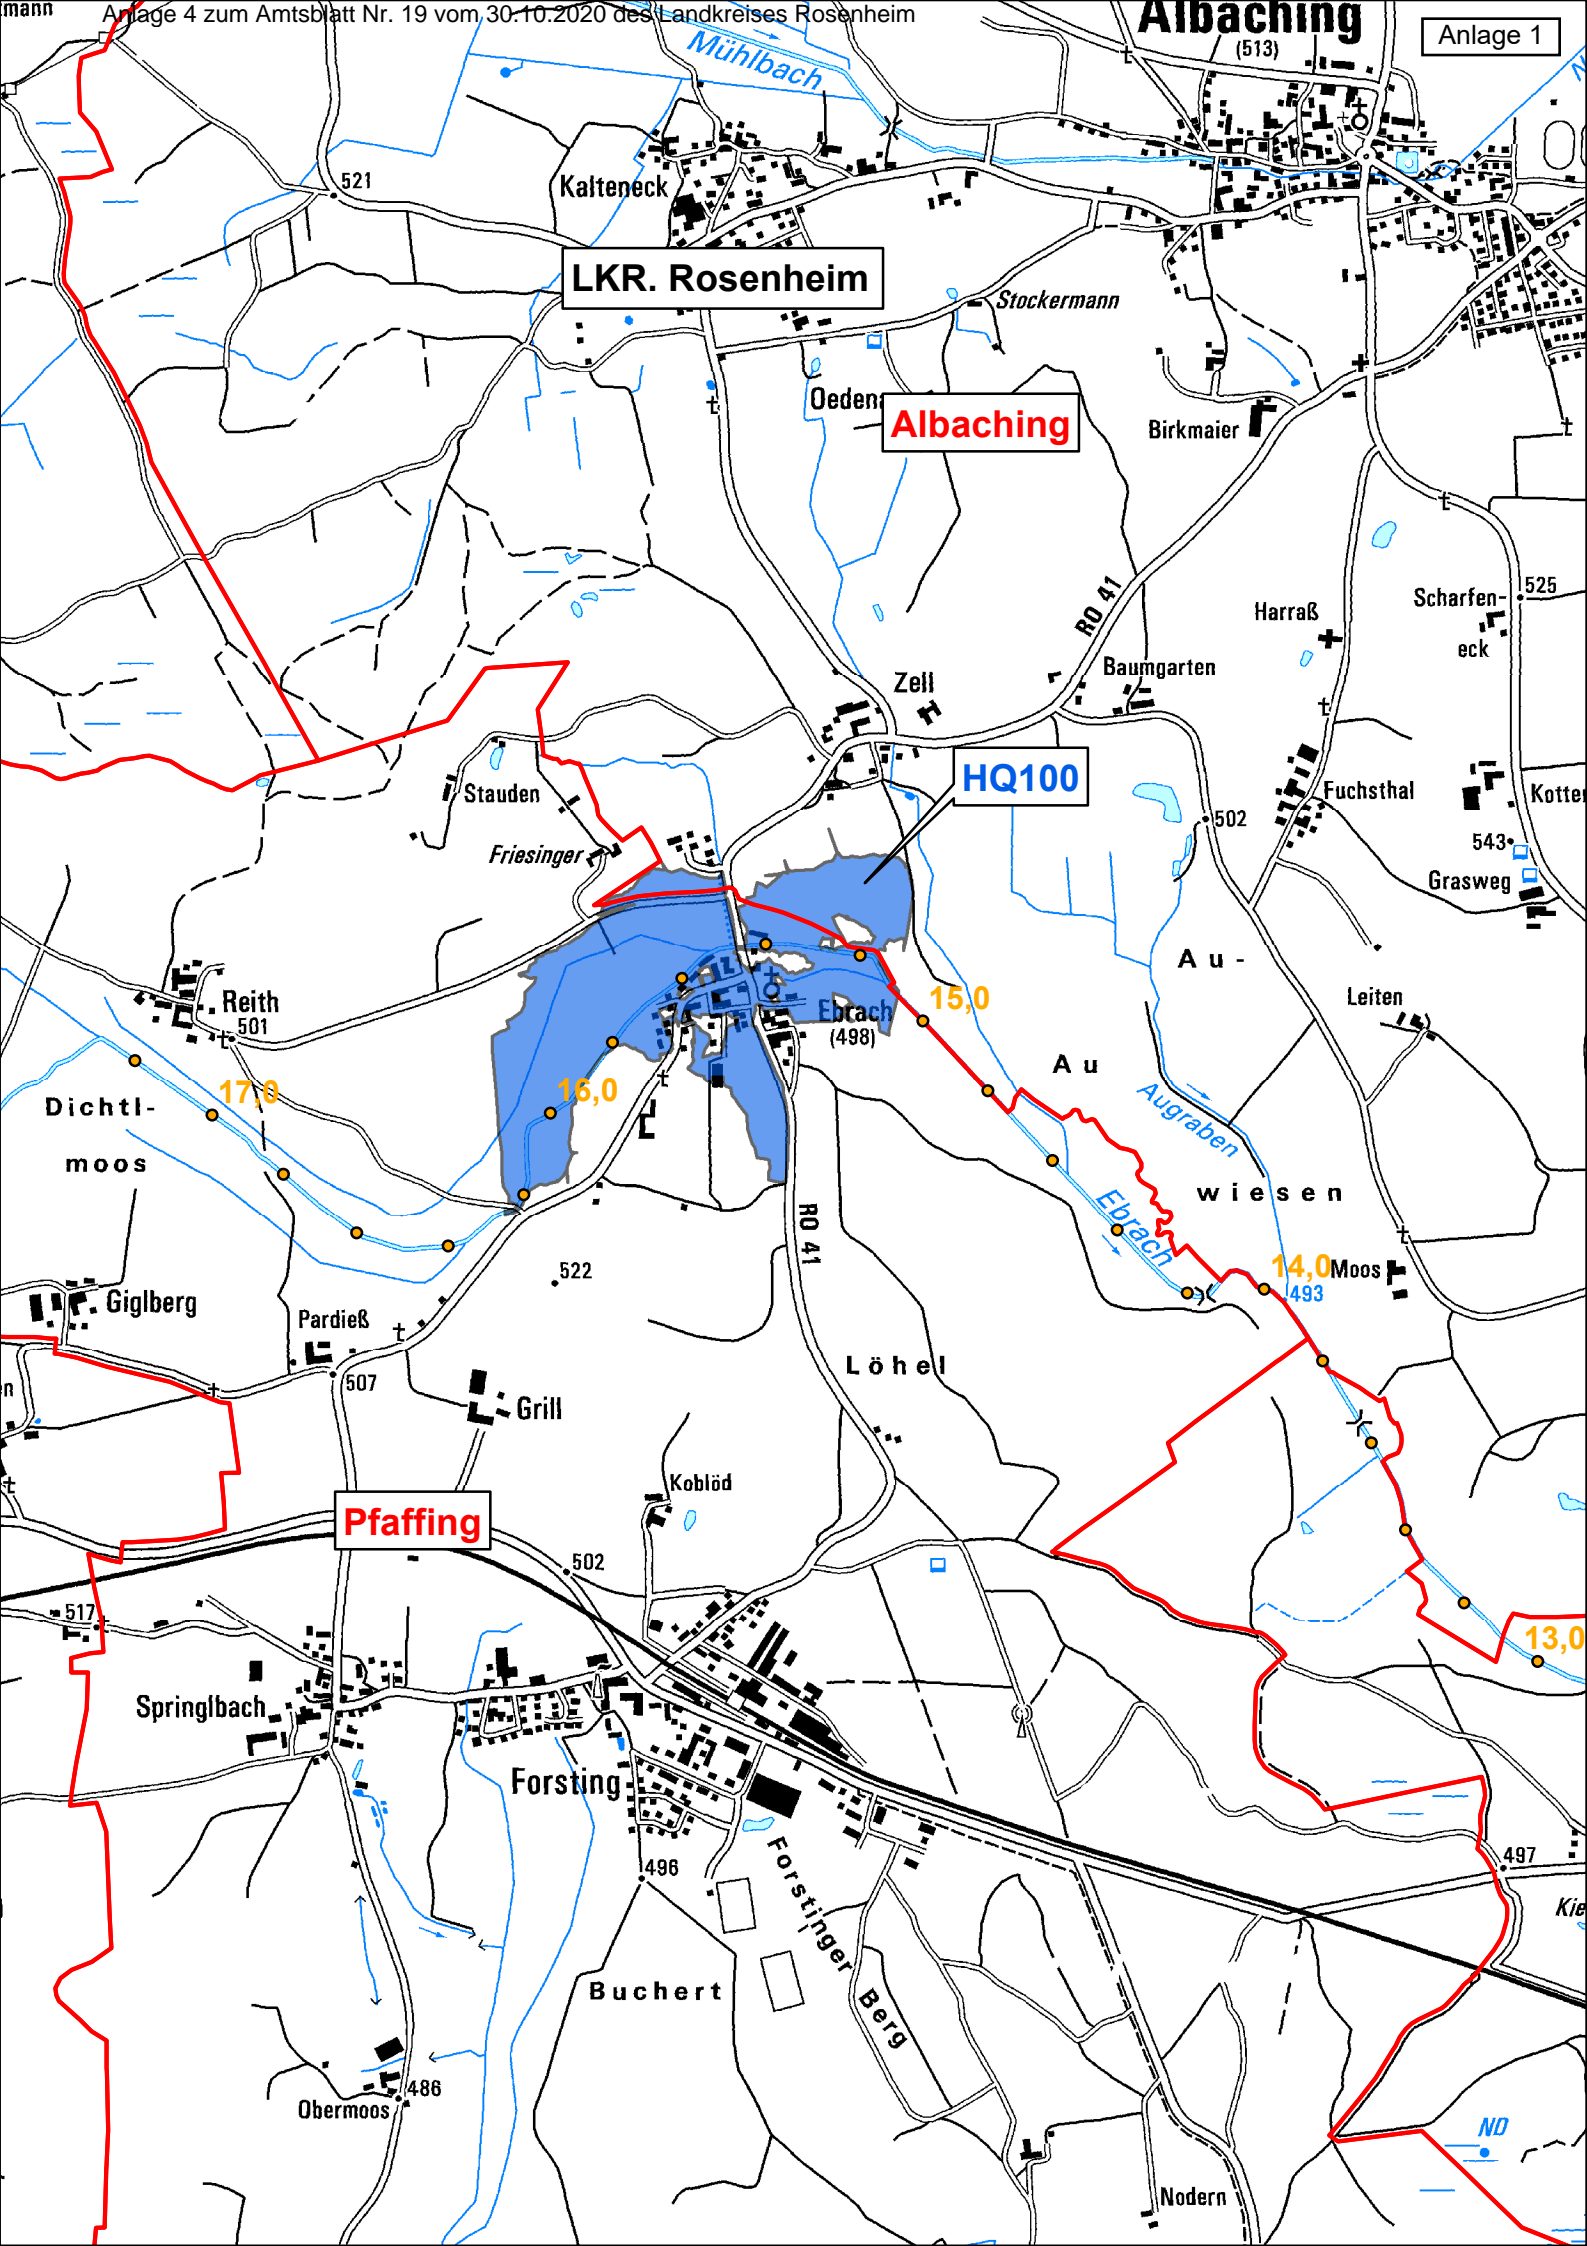 mann
Anlage 4 zum Amtsblatt Nr. 19 vom 30.10.2020 des Landkreises Rosenheim
Albaching
(513)
Anlage 1
Mühlbach
Kalteneck
521
LKR. Rosenheim
Stockermann
Albaching
Birkmaier
RO 41
Harraß
Scharfen-
eck
525
Baumgarten
Zell
HQ100
Stauden
Friesinger
502
Fuchsthal
543
Grasweg
Au-
Reith
501
15,0
Leiten
Ebrach
(498)
Au
17,0
16,0
Dichtl-
moos
Augraben
wiesen
Ebrach
RO 41
522
14,0
493
Moos
Giglberg
Pardieß
507
Löhel
Grill
Koblöd
Pfaffing
502
517
13,0
Springlbach
Forsting
496
Forstinger
Berg
497
Kie
Buchert
486
Obermoos
ND
Nodern